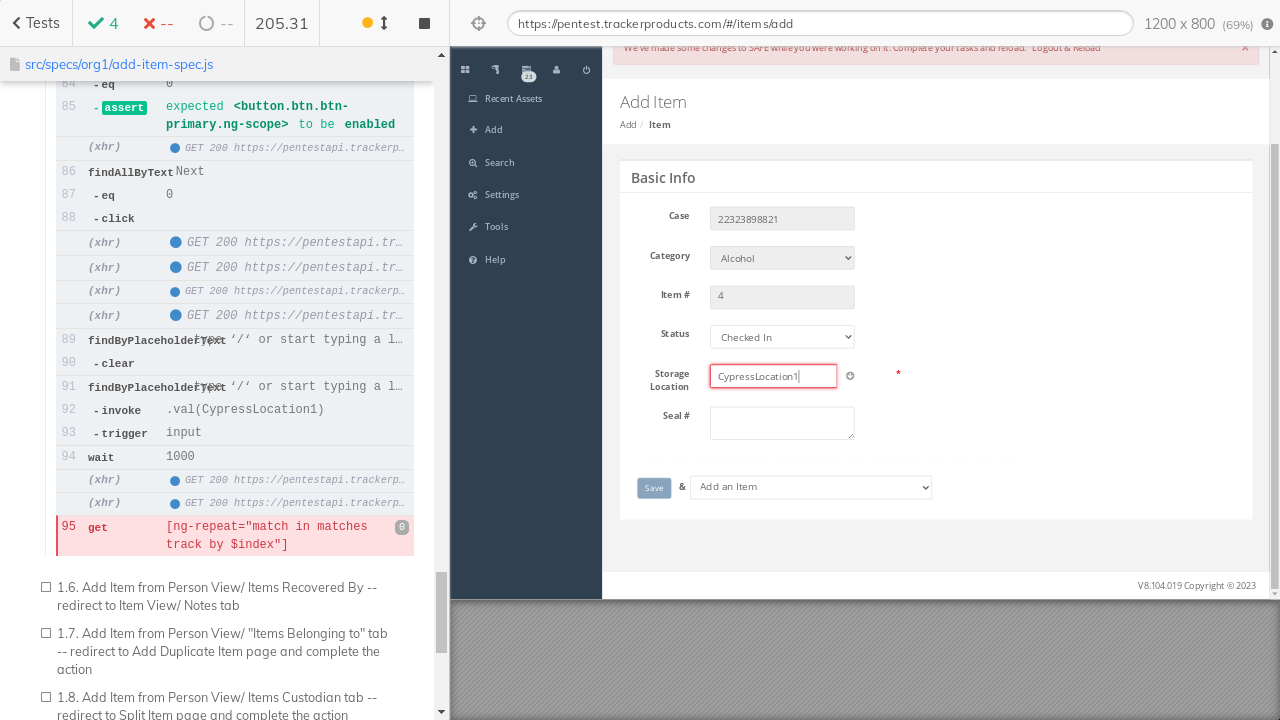 Tests
4
--
--
205.31
https://pentest.trackerproducts.com/#/items/add
1200 x 800 (69%)
src/specs/org1/add-item-spec.js
84 - eq 0
85 - assert expected <button.btn.btn-
primary.ng-scope> to be enabled
(xhr) GET 200 https://pentestapi.trackerp…
86 findAllByText Next
87 - eq 0
88 - click
(xhr) GET 200 https://pentestapi.tr…
(xhr) GET 200 https://pentestapi.tr…
(xhr) GET 200 https://pentestapi.trackerp…
(xhr) GET 200 https://pentestapi.tr…
89 findByPlaceholderText type ‘/’ or start typing a l…
90 - clear
91 findByPlaceholderText type ‘/’ or start typing a l…
92 - invoke .val(CypressLocation1)
93 - trigger input
94 wait 1000
(xhr) GET 200 https://pentestapi.trackerp…
(xhr) GET 200 https://pentestapi.trackerp…
95 get [ng-repeat="match in matches 0
track by $index"]
1.6. Add Item from Person View/ Items Recovered By --
redirect to Item View/ Notes tab
1.7. Add Item from Person View/ "Items Belonging to" tab
-- redirect to Add Duplicate Item page and complete the
action
1.8. Add Item from Person View/ Items Custodian tab --
redirect to Split Item page and complete the action
We've made some changes to SAFE while you were working on it. Complete your tasks and reload. Logout & Reload ×
23
Recent Assets
Add
Search
Settings
Tools
Help
Add Item
Add / Item
Basic Info
Case 22323898821
Category Alcohol
Item # 4
Status Checked In
Storage
Location CypressLocation1 *
Seal #
Save & Add an Item
V8.104.019 Copyright © 2023